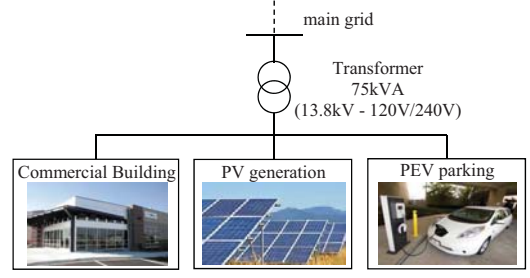 main grid
Transformer
75kVA
(13.8kV - 120V/240V)
Commercial Building
PV generation
PEV parking